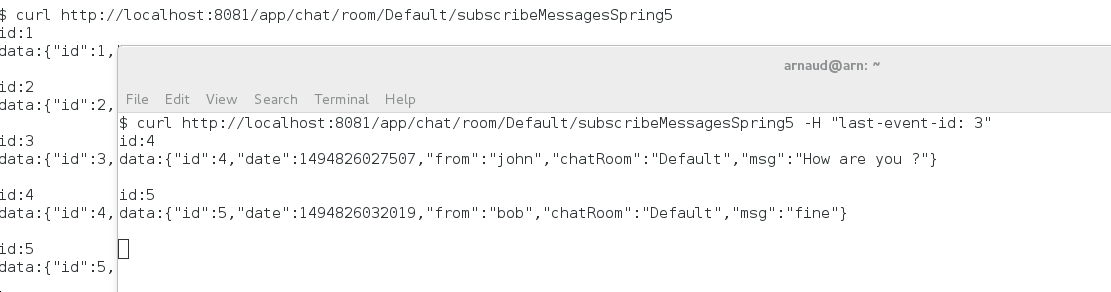 $ curl http://localhost:8081/app/chat/room/Default/subscribeMessagesSpring5
id:1
data:{"id":1,
id:2
data:{"id":2,
id:3
data:{"id":3,
id:4
data:{"id":4,
id:5
data:{"id":5,
arnaud@arn: ~
File Edit View Search Terminal Help
$ curl http://localhost:8081/app/chat/room/Default/subscribeMessagesSpring5 -H "last-event-id: 3"
id:4
data:{"id":4,"date":1494826027507,"from":"john","chatRoom":"Default","msg":"How are you ?"}
id:5
data:{"id":5,"date":1494826032019,"from":"bob","chatRoom":"Default","msg":"fine"}